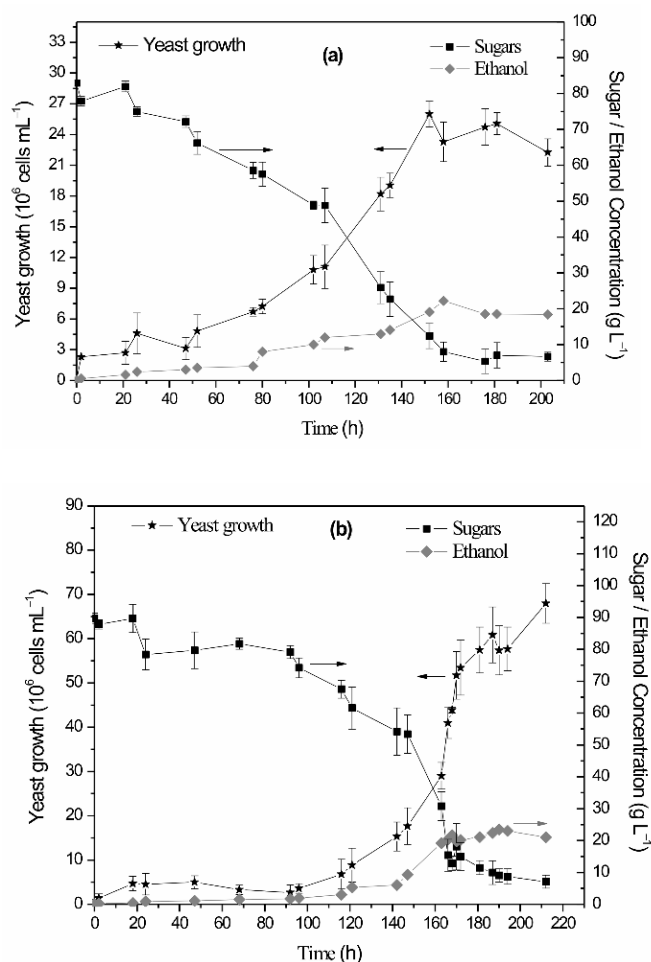 Yeast growth
(a)
Sugars
Ethanol
Yeast growth (10⁶ cells mL⁻¹)
33
30
27
24
21
18
15
12
9
6
3
0
100
90
80
70
60
50
40
30
20
10
0
Sugar / Ethanol Concentration (g L⁻¹)
0 20 40 60 80 100 120 140 160 180 200
Time (h)
Yeast growth
(b)
Sugars
Ethanol
Yeast growth (10⁶ cells mL⁻¹)
90
80
70
60
50
40
30
20
10
0
120
110
100
90
80
70
60
50
40
30
20
10
0
Sugar / Ethanol Concentration (g L⁻¹)
0 20 40 60 80 100 120 140 160 180 200 220
Time (h)